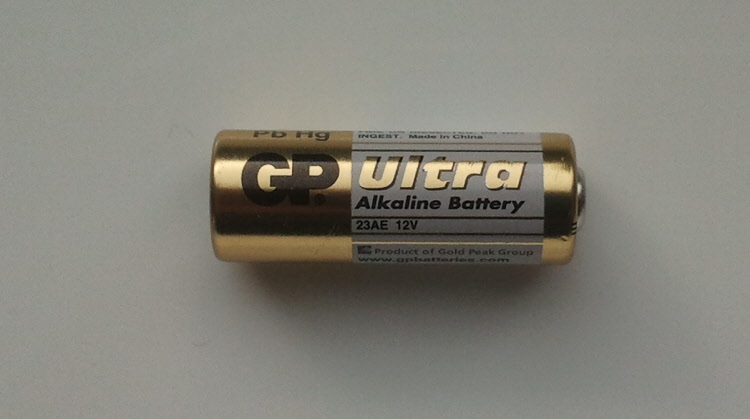 Pb Hg
INGEST. Made in China
GP Ultra
Alkaline Battery
23AE 12V
Product of Gold Peak Group
www.gpbatteries.com